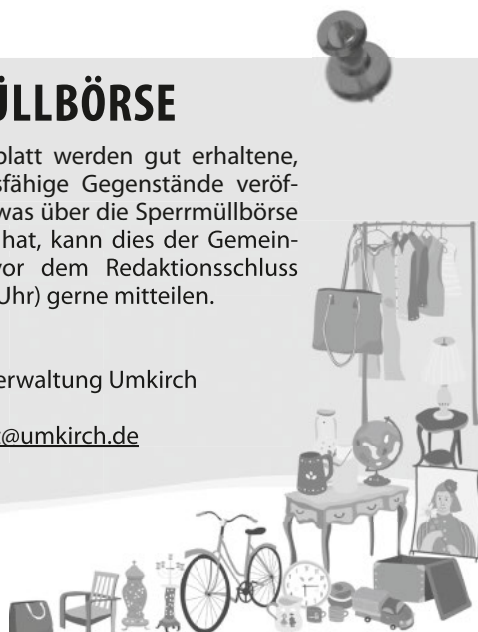 ÜLLBÖRSE
blatt werden gut erhaltene,
sfähige Gegenstände veröf-
was über die Sperrmüllbörse
hat, kann dies der Gemein-
vor dem Redaktionsschluss
Uhr) gerne mitteilen.
erwaltung Umkirch
@umkirch.de